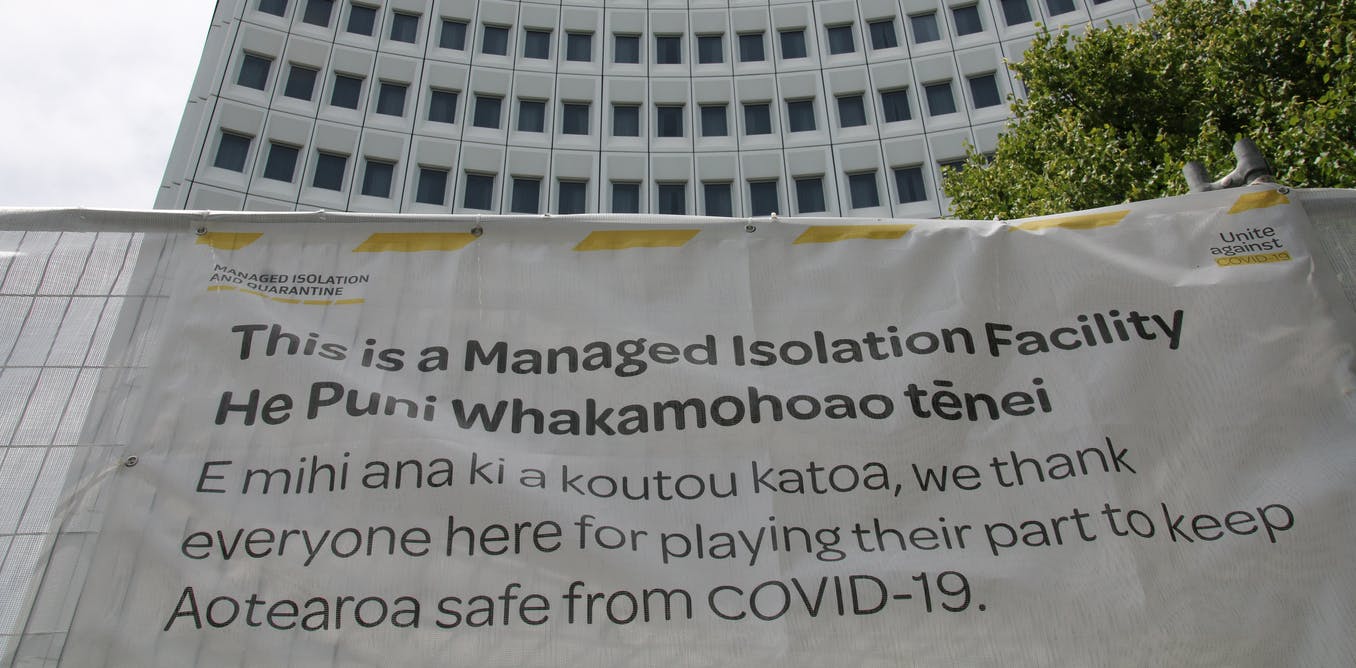 MANAGED ISOLATION
AND QUARANTINE
Unite
against
COVID-19
This is a Managed Isolation Facility
He Puni Whakamohoao tēnei
E mihi ana ki a koutou katoa, we thank
everyone here for playing their part to keep
Aotearoa safe from COVID-19.